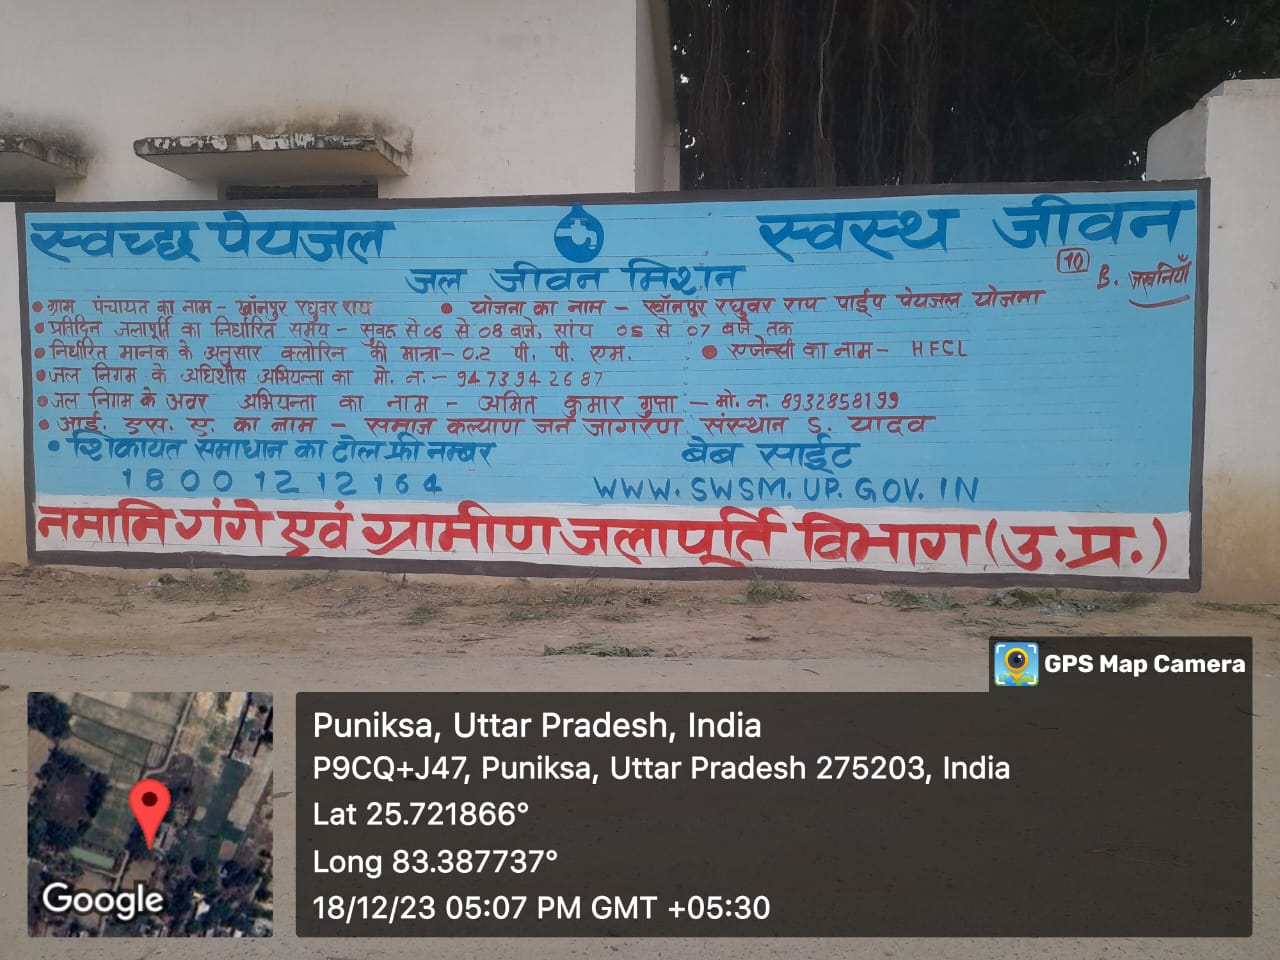 स्वच्छ पेयजल
स्वस्थ जीवन
जल जीवन मिशन
10
B. जखनियाँ
• ग्राम पंचायत का नाम - खाँनपुर रघुवर राय • योजना का नाम - खाँनपुर रघुवर राय पाईप पेयजल योजना
• प्रतिदिन जलापूर्ति का निर्धारित समय - सुबह से 06 से 08 बजे, सांय 05 से 07 बजे तक
• निर्धारित मानक के अनुसार क्लोरिन की मात्रा - 0.2 पी. पी. एम. • एजेन्सी का नाम - HFCL
• जल निगम के अधिशीस अभियन्ता का मो. न. - 9473942687
• जल निगम के अवर अभियन्ता का नाम - अमित कुमार गुप्ता - मो. न. 8932858199
• आई. एस. ए. का नाम - समाज कल्याण जन जागरण संस्थान S. यादव
• शिकायत समाधान का टोल फ्री नम्बर बेब साईट
18001212164 WWW.SWSM.UP.GOV.IN
नमामि गंगे एवं ग्रामीण जलापूर्ति विभाग (उ.प्र.)
GPS Map Camera
Puniksa, Uttar Pradesh, India
P9CQ+J47, Puniksa, Uttar Pradesh 275203, India
Lat 25.721866°
Long 83.387737°
18/12/23 05:07 PM GMT +05:30
Google